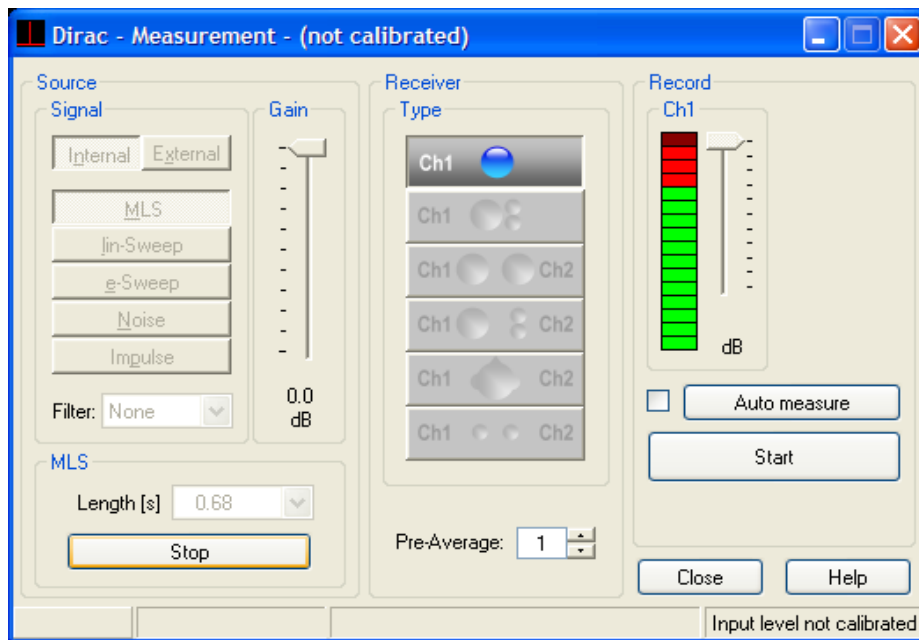 Dirac - Measurement - (not calibrated)
Source
Signal
Internal External
MLS
lin-Sweep
e-Sweep
Noise
Impulse
Filter: None
Gain
0.0
dB
MLS
Length [s] 0.68
Stop
Receiver
Type
Ch1
Ch1
Ch1 Ch2
Ch1 Ch2
Ch1 Ch2
Ch1 Ch2
Pre-Average: 1
Record
Ch1
dB
Auto measure
Start
Close Help
Input level not calibrated